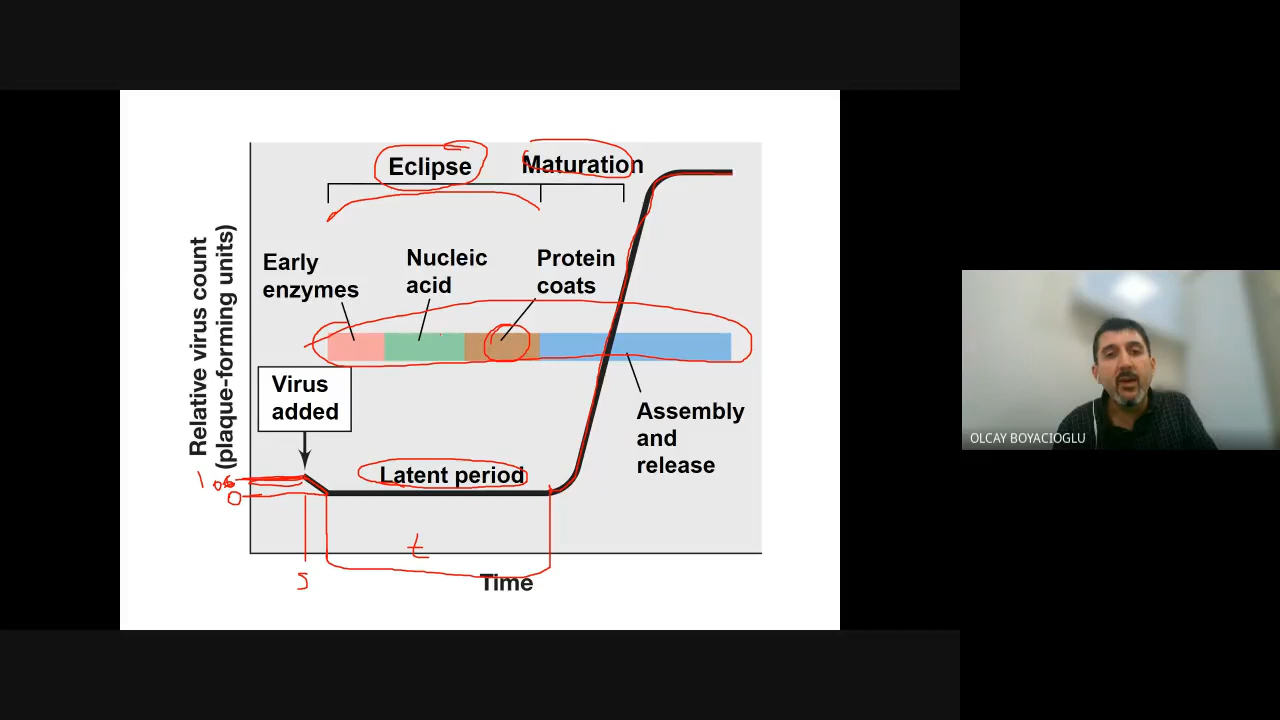 Eclipse
Maturation
Early
enzymes
Nucleic
acid
Protein
coats
Virus
added
Assembly
and
release
Latent period
Relative virus count
(plaque-forming units)
0
t
Time
OLCAY BOYACIOGLU